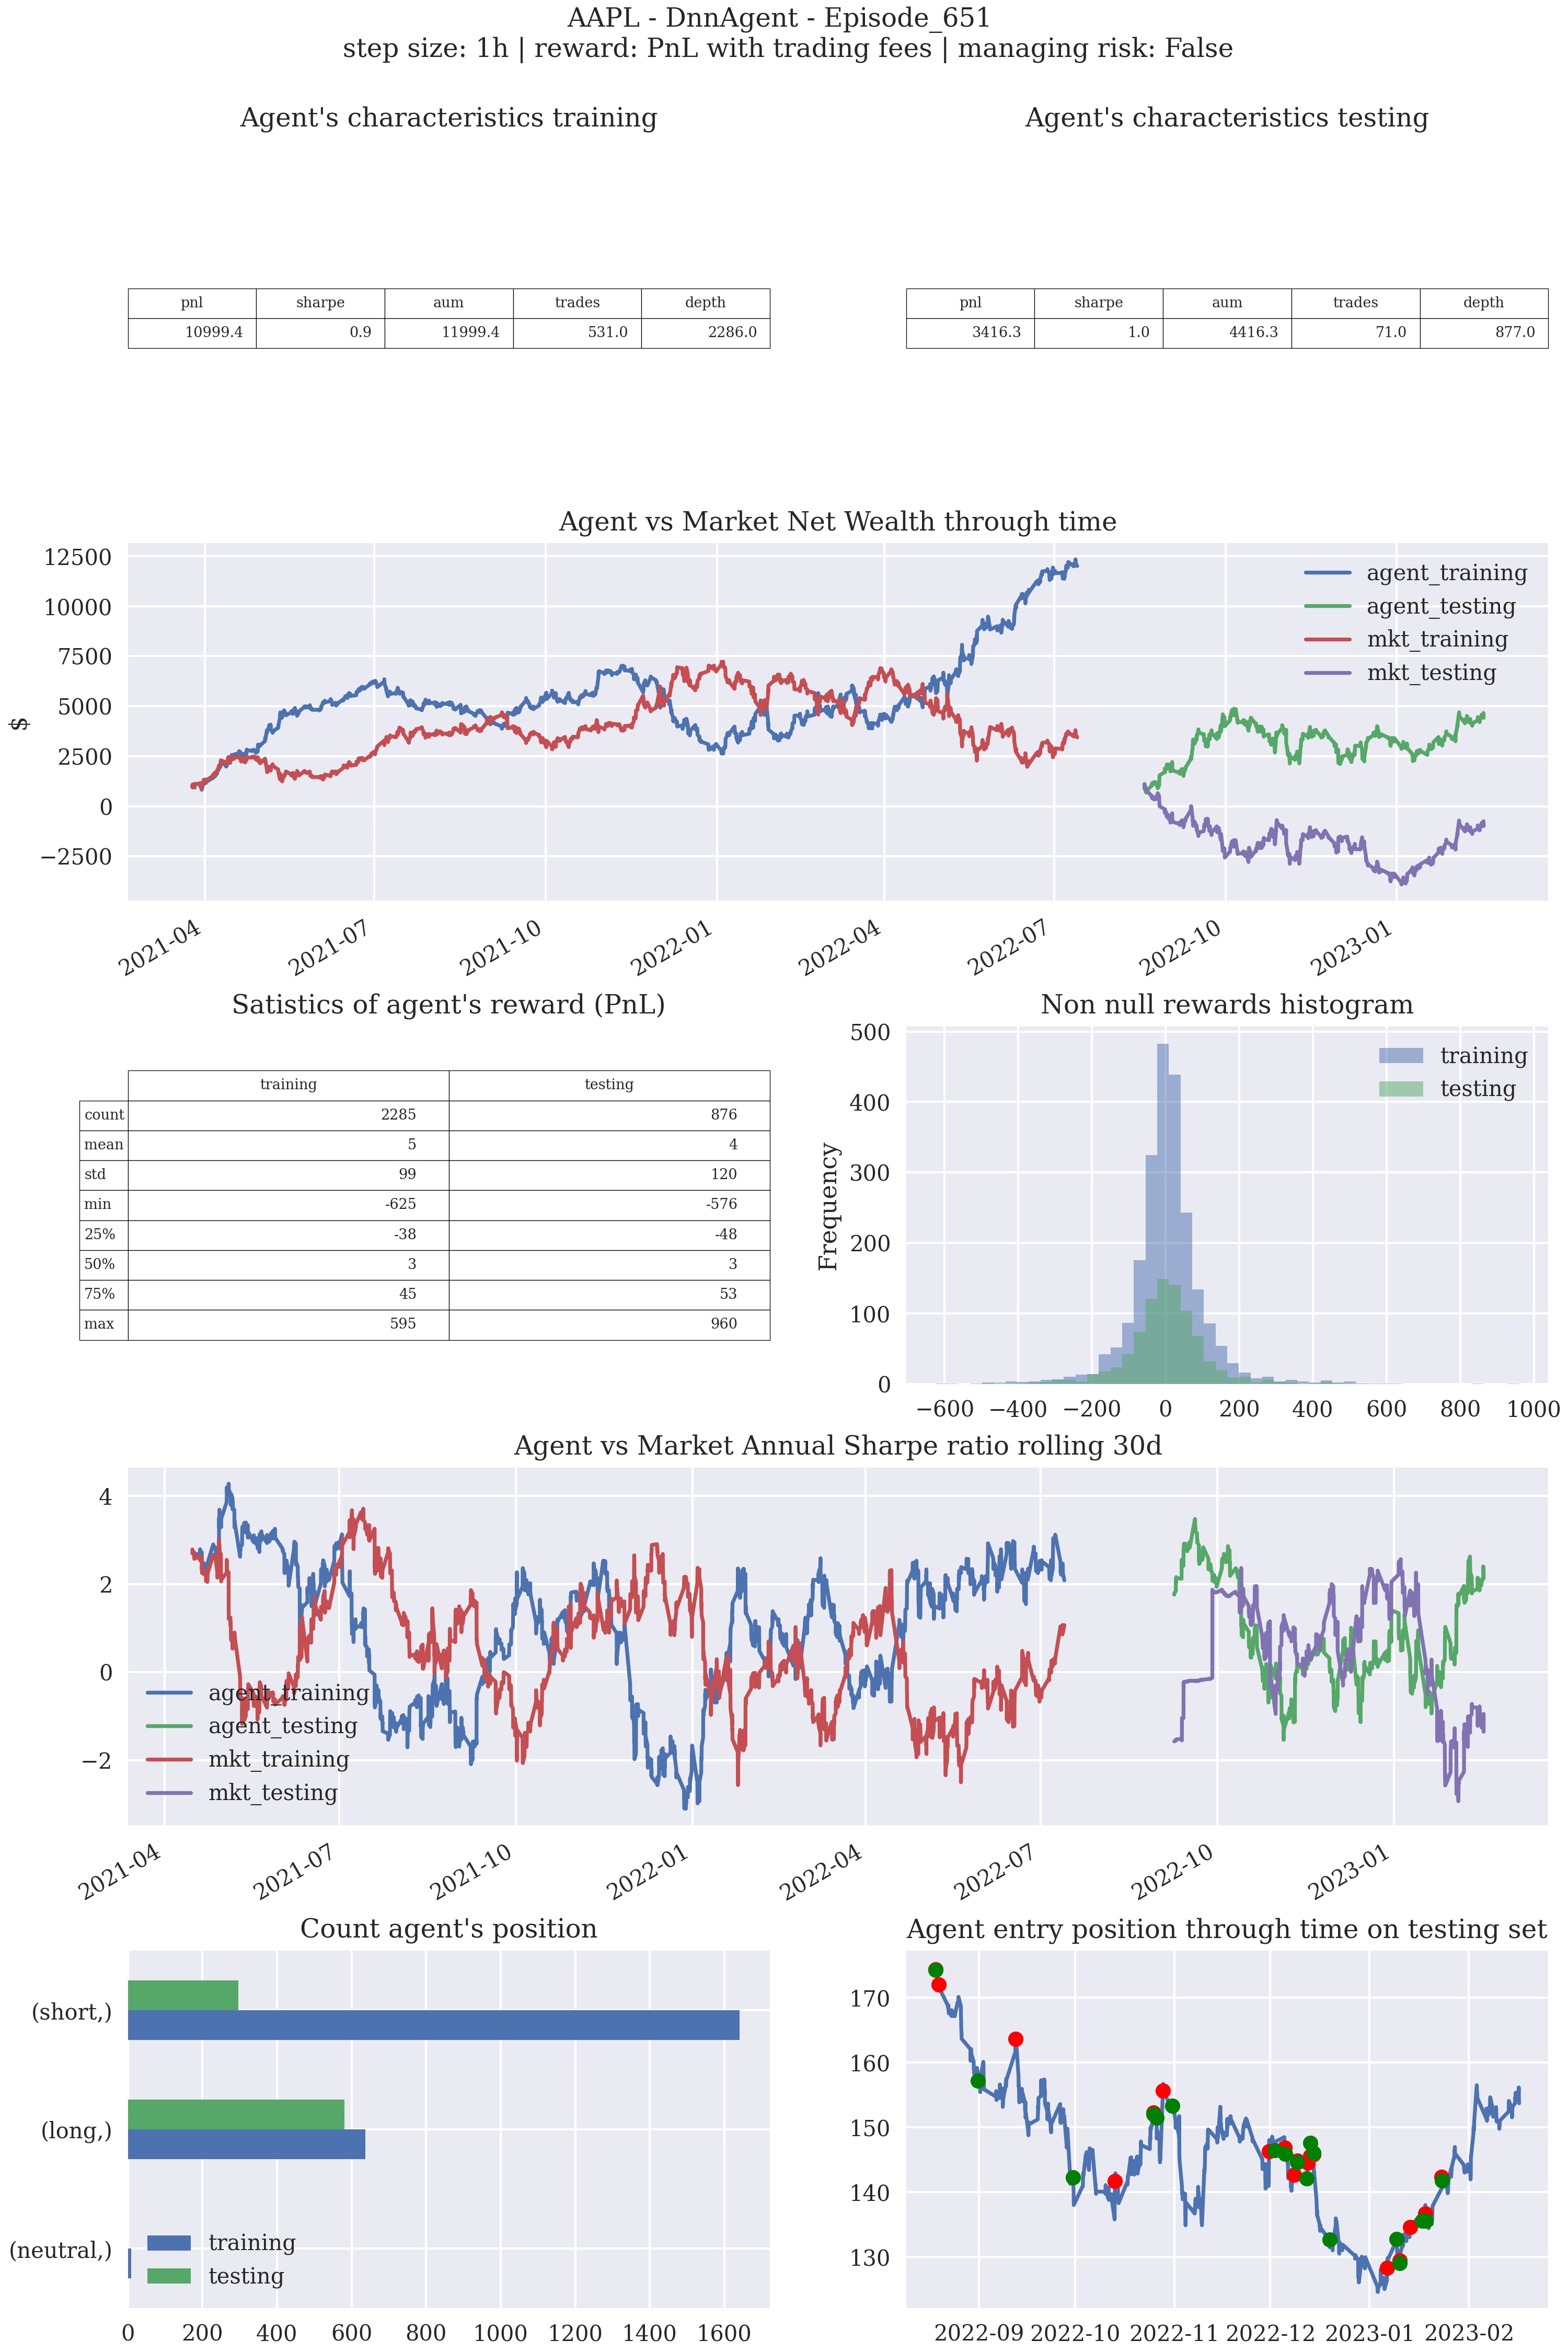 AAPL - DnnAgent - Episode_651
step size: 1h | reward: PnL with trading fees | managing risk: False
Agent's characteristics training
Agent's characteristics testing
pnl sharpe aum trades depth
10999.4 0.9 11999.4 531.0 2286.0
pnl sharpe aum trades depth
3416.3 1.0 4416.3 71.0 877.0
Agent vs Market Net Wealth through time
$
12500
10000
7500
5000
2500
0
−2500
agent_training
agent_testing
mkt_training
mkt_testing
2021-04 2021-07 2021-10 2022-01 2022-04 2022-07 2022-10 2023-01
Satistics of agent's reward (PnL)
training testing
count 2285 876
mean 5 4
std 99 120
min -625 -576
25% -38 -48
50% 3 3
75% 45 53
max 595 960
Non null rewards histogram
Frequency
500
400
300
200
100
0
training
testing
−600 −400 −200 0 200 400 600 800 1000
Agent vs Market Annual Sharpe ratio rolling 30d
4
2
0
−2
agent_training
agent_testing
mkt_training
mkt_testing
2021-04 2021-07 2021-10 2022-01 2022-04 2022-07 2022-10 2023-01
Count agent's position
(short,)
(long,)
(neutral,)
training
testing
0 200 400 600 800 1000 1200 1400 1600
Agent entry position through time on testing set
170
160
150
140
130
2022-09 2022-10 2022-11 2022-12 2023-01 2023-02